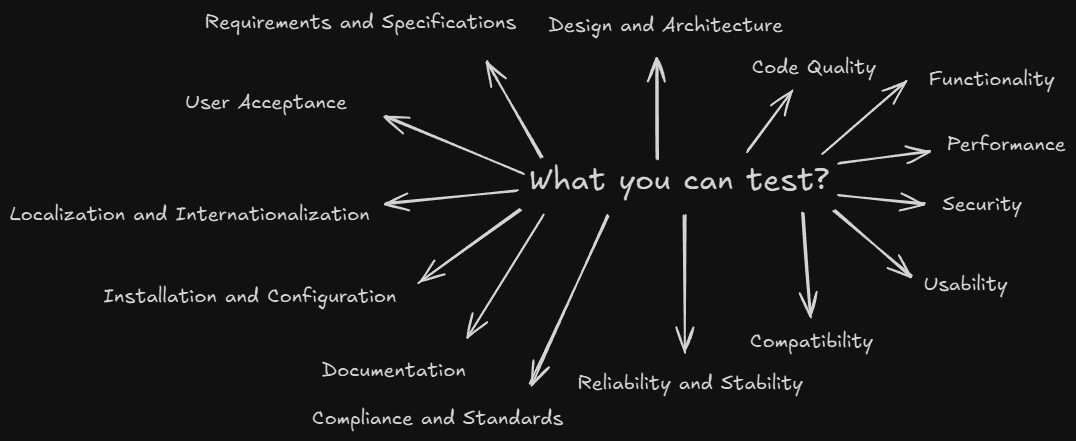 Requirements and Specifications
Design and Architecture
Code Quality
Functionality
User Acceptance
Performance
What you can test?
Security
Localization and Internationalization
Usability
Installation and Configuration
Compatibility
Documentation
Reliability and Stability
Compliance and Standards